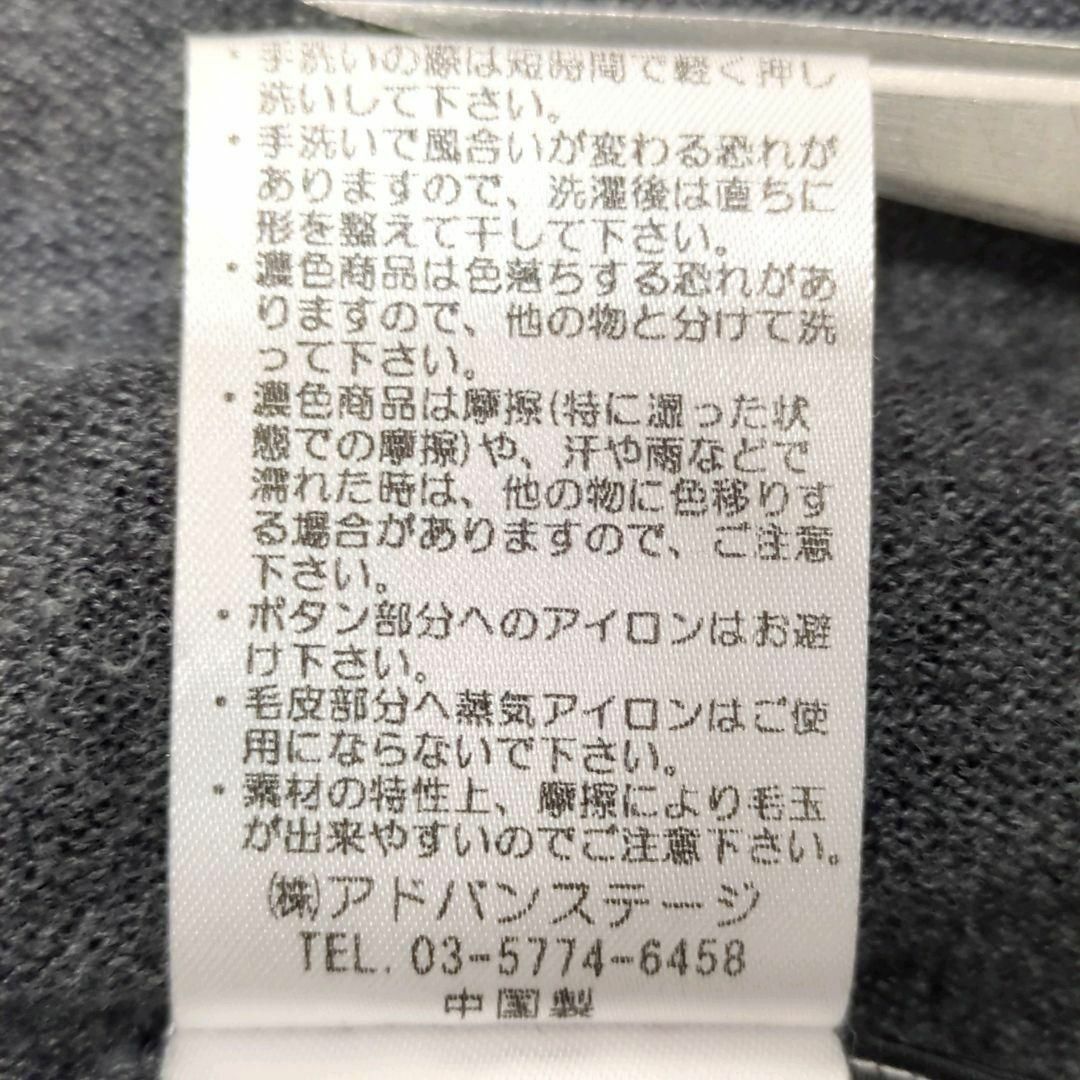 ・手洗いの際は短時間で軽く押し
洗いして下さい。
・手洗いで風合いが変わる恐れが
ありますので、洗濯後は直ちに
形を整えて干して下さい。
・濃色商品は色落ちする恐れがあ
りますので、他の物と分けて洗
って下さい。
・濃色商品は摩擦(特に湿った状
態での摩擦)や、汗や雨などで
濡れた時は、他の物に色移りす
る場合がありますので、ご注意
下さい。
・ボタン部分へのアイロンはお避
け下さい。
・毛皮部分へ蒸気アイロンはご使
用にならないで下さい。
・素材の特性上、摩擦により毛玉
が出来やすいのでご注意下さい。
㈱アドバンステージ
TEL. 03-5774-6458
中国製